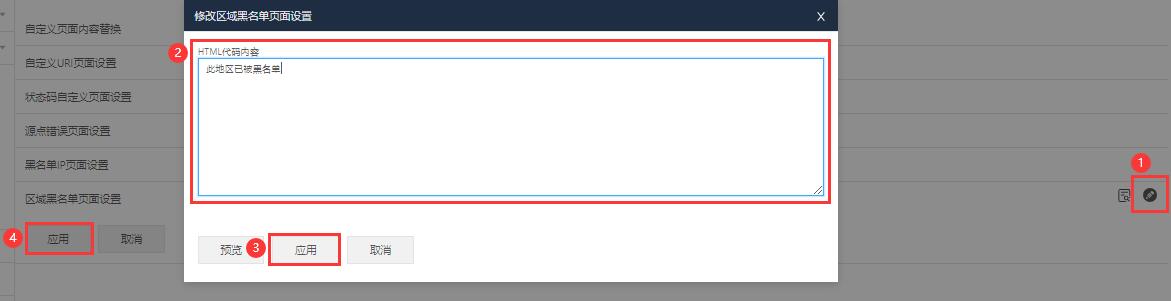 修改区域黑名单页面设置
X
自定义页面内容替换
2
HTML代码内容
此地区已被黑名单
自定义URI页面设置
状态码自定义页面设置
源点错误页面设置
黑名单IP页面设置
1
区域黑名单页面设置
4
应用
取消
预览
3
应用
取消